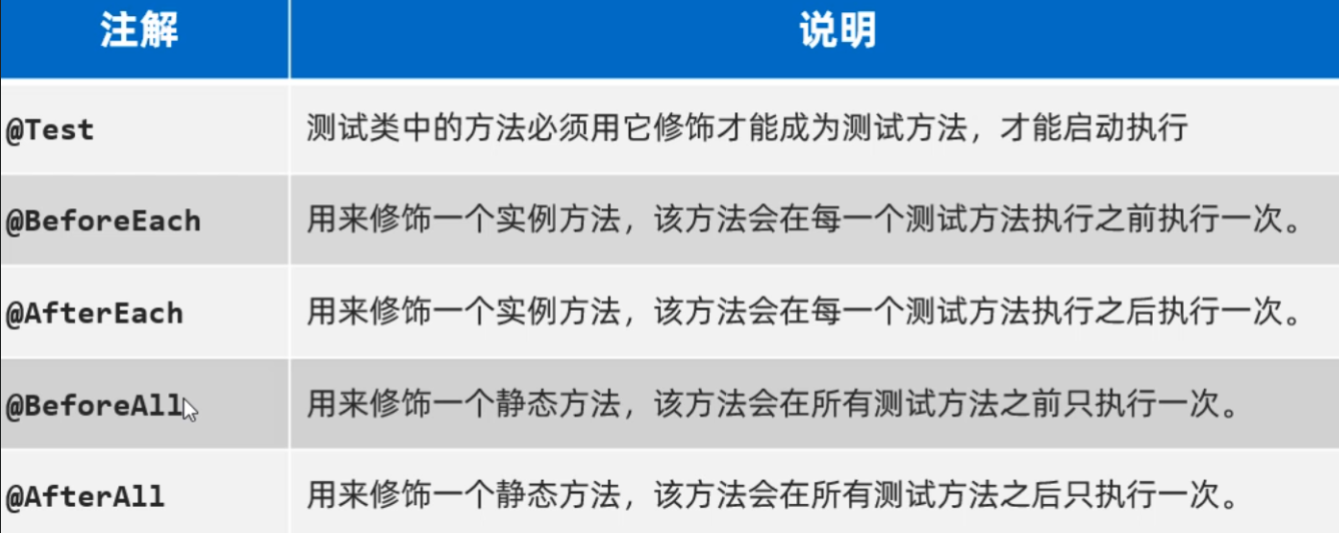 注解 说明
@Test 测试类中的方法必须用它修饰才能成为测试方法，才能启动执行
@BeforeEach 用来修饰一个实例方法，该方法会在每一个测试方法执行之前执行一次。
@AfterEach 用来修饰一个实例方法，该方法会在每一个测试方法执行之后执行一次。
@BeforeAll 用来修饰一个静态方法，该方法会在所有测试方法之前只执行一次。
@AfterAll 用来修饰一个静态方法，该方法会在所有测试方法之后只执行一次。